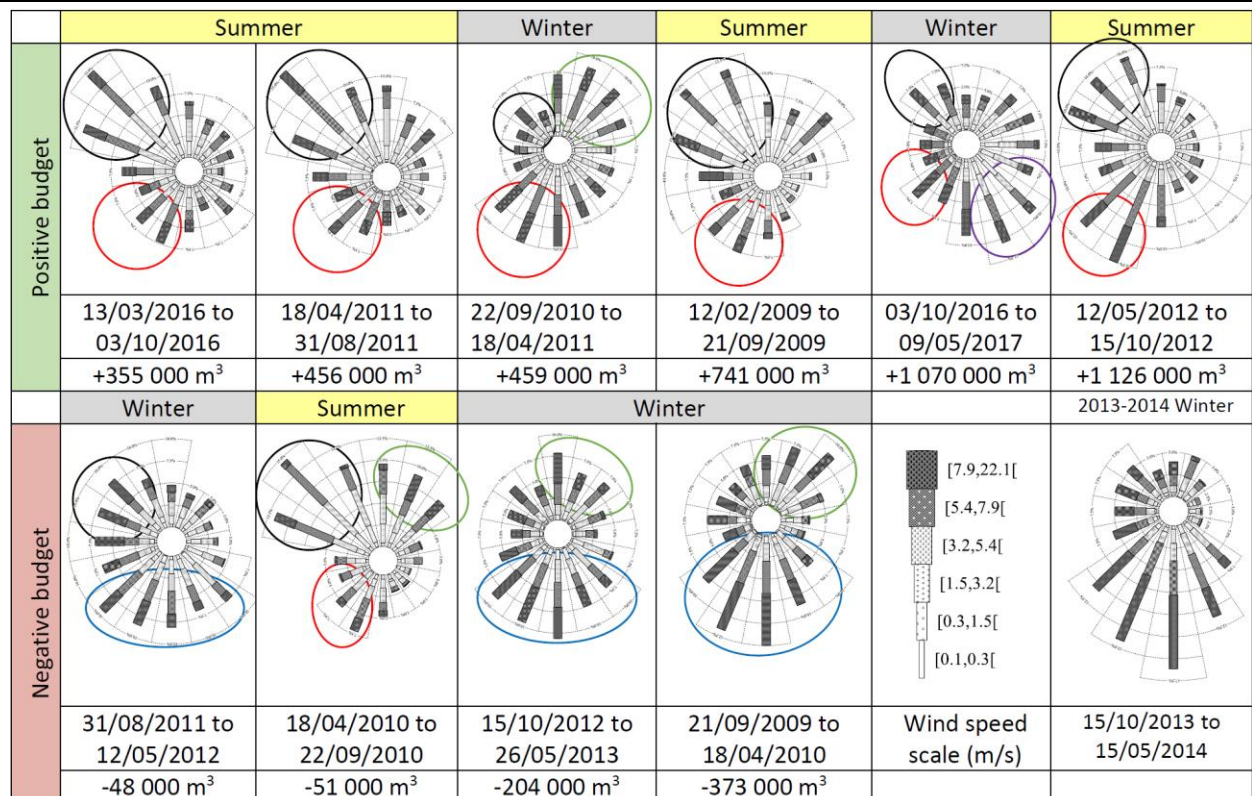 Summer
Winter
Summer
Winter
Summer
Positive budget
13/03/2016 to
03/10/2016
18/04/2011 to
31/08/2011
22/09/2010 to
18/04/2011
12/02/2009 to
21/09/2009
03/10/2016 to
09/05/2017
12/05/2012 to
15/10/2012
+355 000 m³
+456 000 m³
+459 000 m³
+741 000 m³
+1 070 000 m³
+1 126 000 m³
Winter
Summer
Winter
2013-2014 Winter
Negative budget
[7.9,22.1[
[5.4,7.9[
[3.2,5.4[
[1.5,3.2[
[0.3,1.5[
[0.1,0.3[
31/08/2011 to
12/05/2012
18/04/2010 to
22/09/2010
15/10/2012 to
26/05/2013
21/09/2009 to
18/04/2010
Wind speed
scale (m/s)
15/10/2013 to
15/05/2014
-48 000 m³
-51 000 m³
-204 000 m³
-373 000 m³